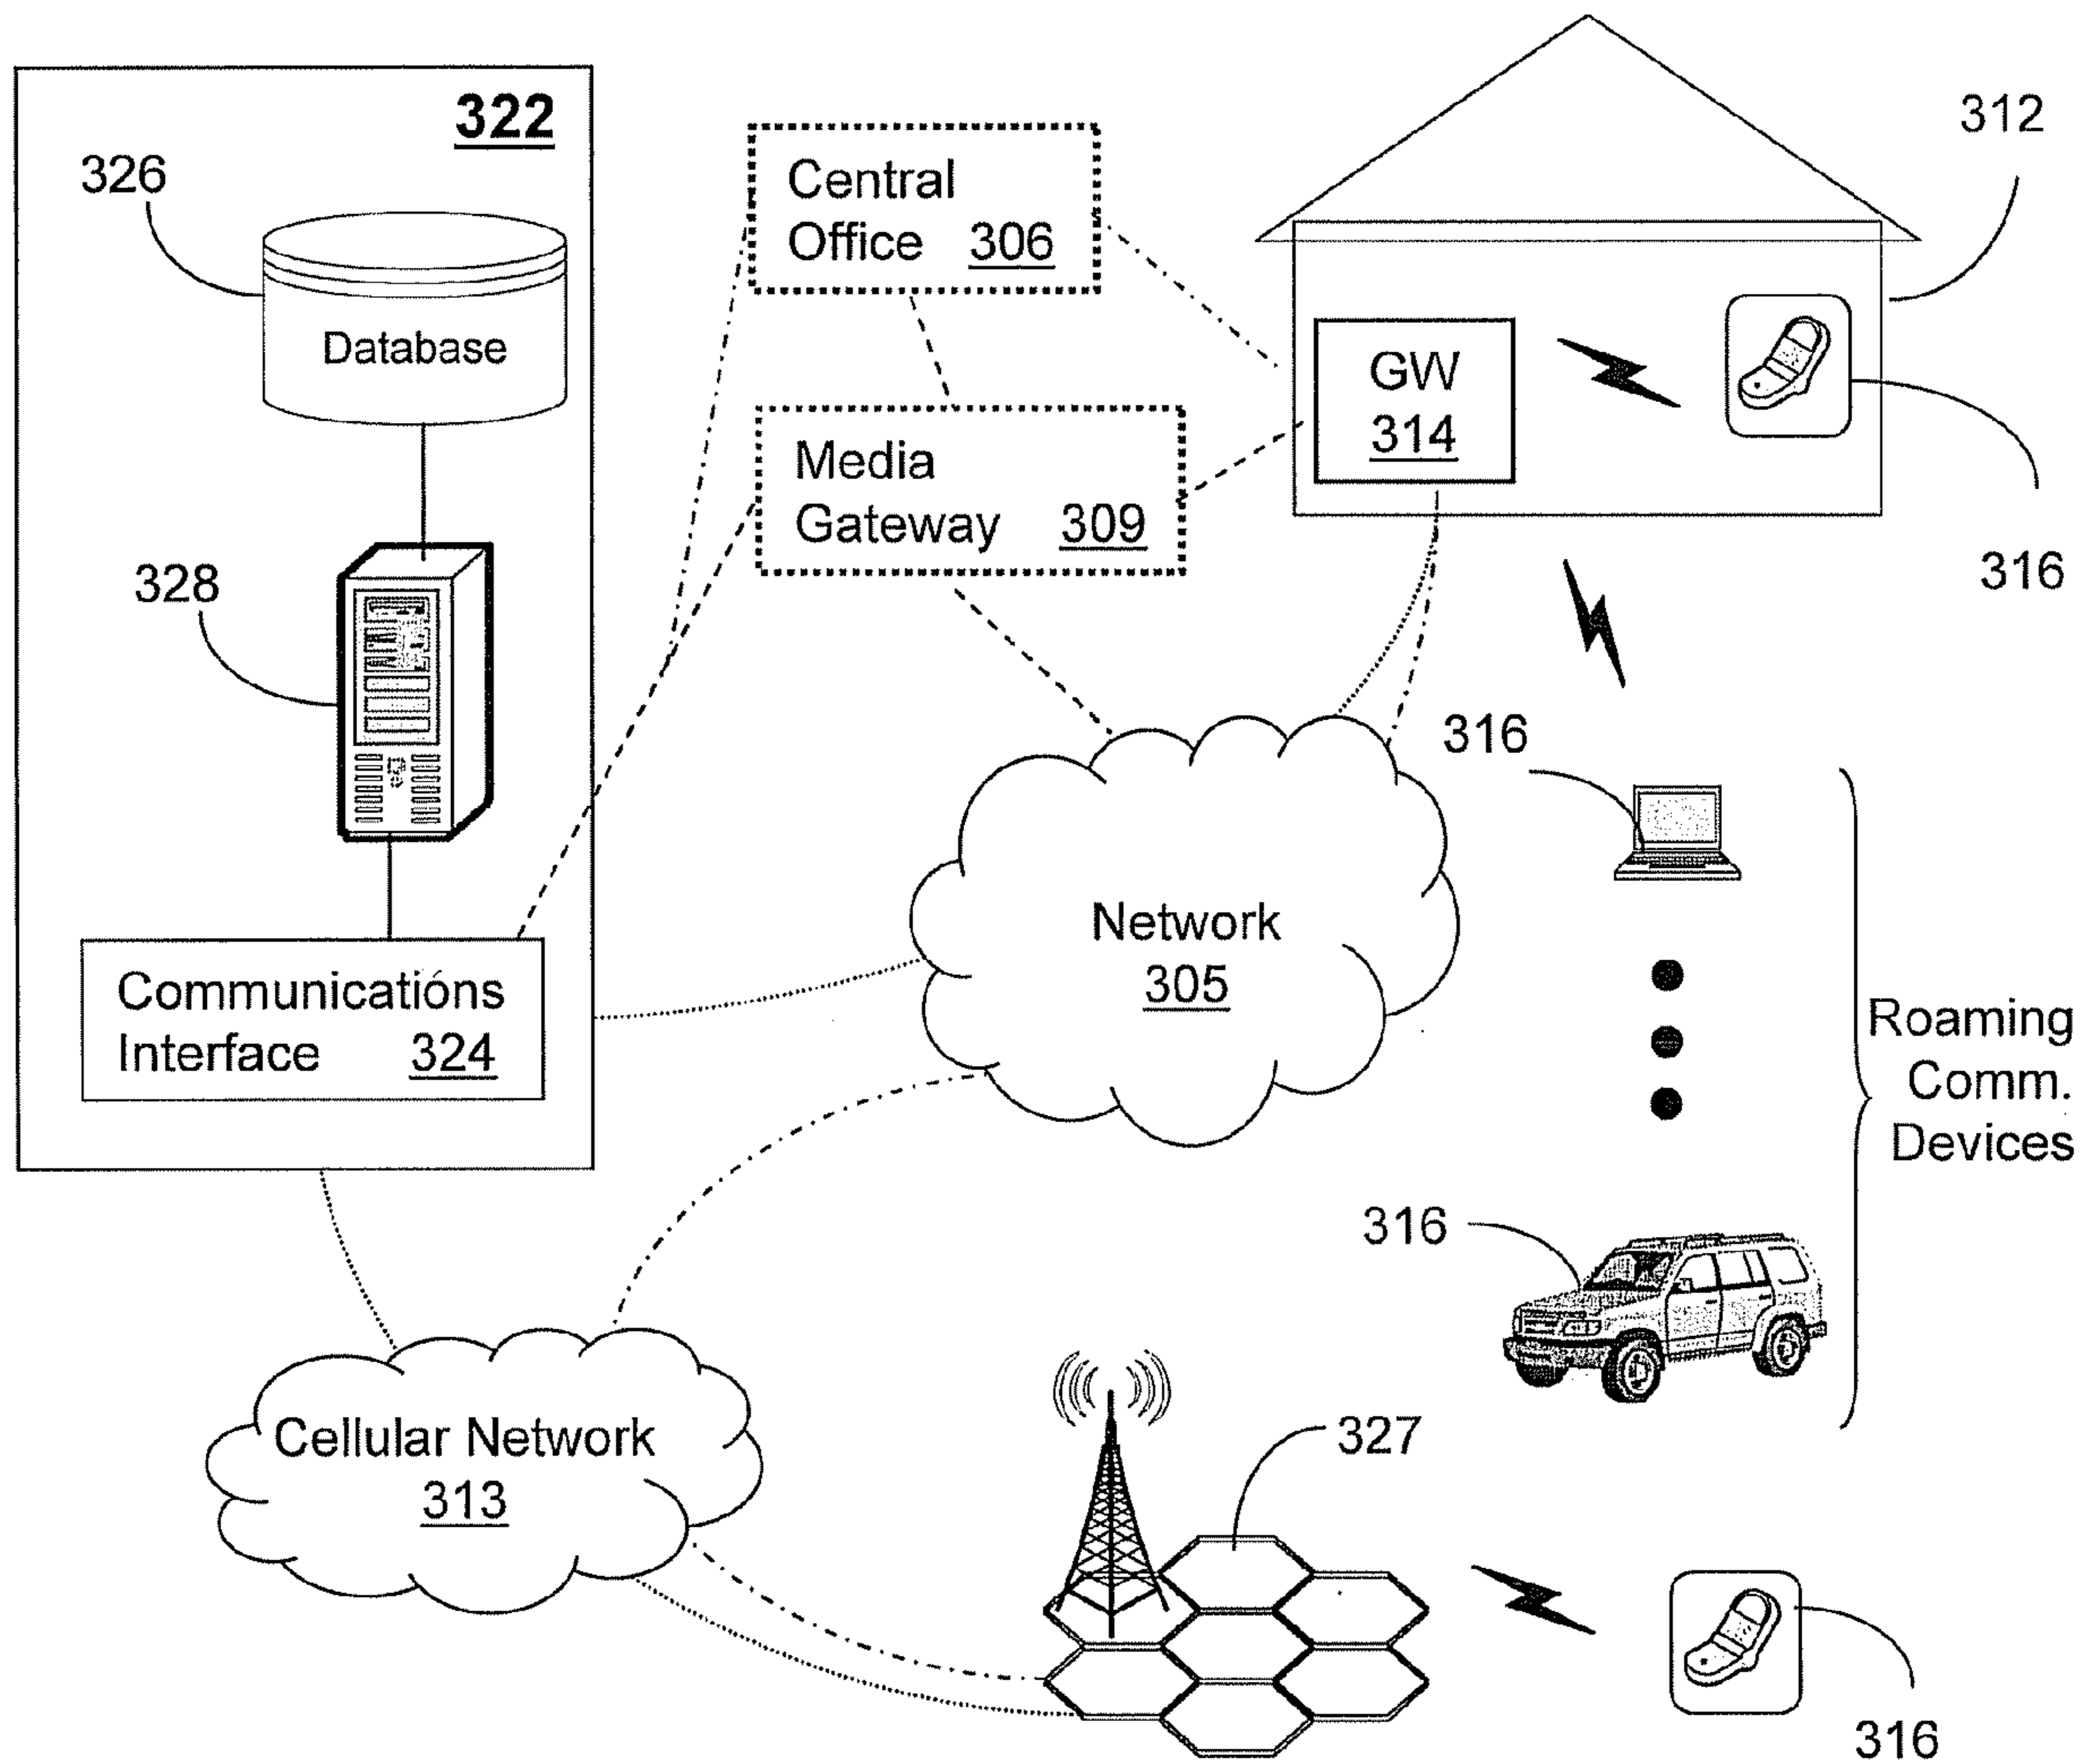 322
326
Database
328
Communications
Interface 324
Central
Office 306
Media
Gateway 309
312
GW
314
316
316
Network
305
Roaming
Comm.
Devices
316
Cellular Network
313
327
316